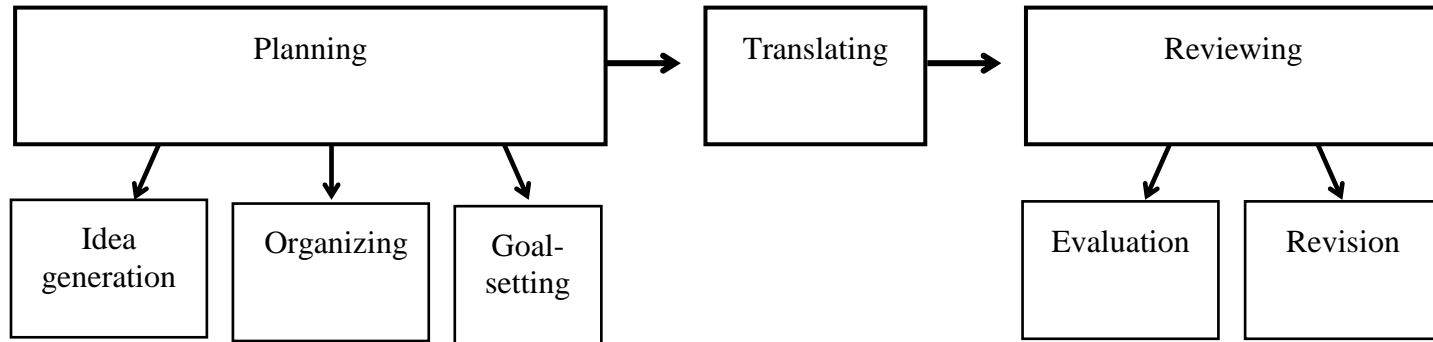 Planning
Translating
Reviewing
Idea
generation
Organizing
Goal-
setting
Evaluation
Revision